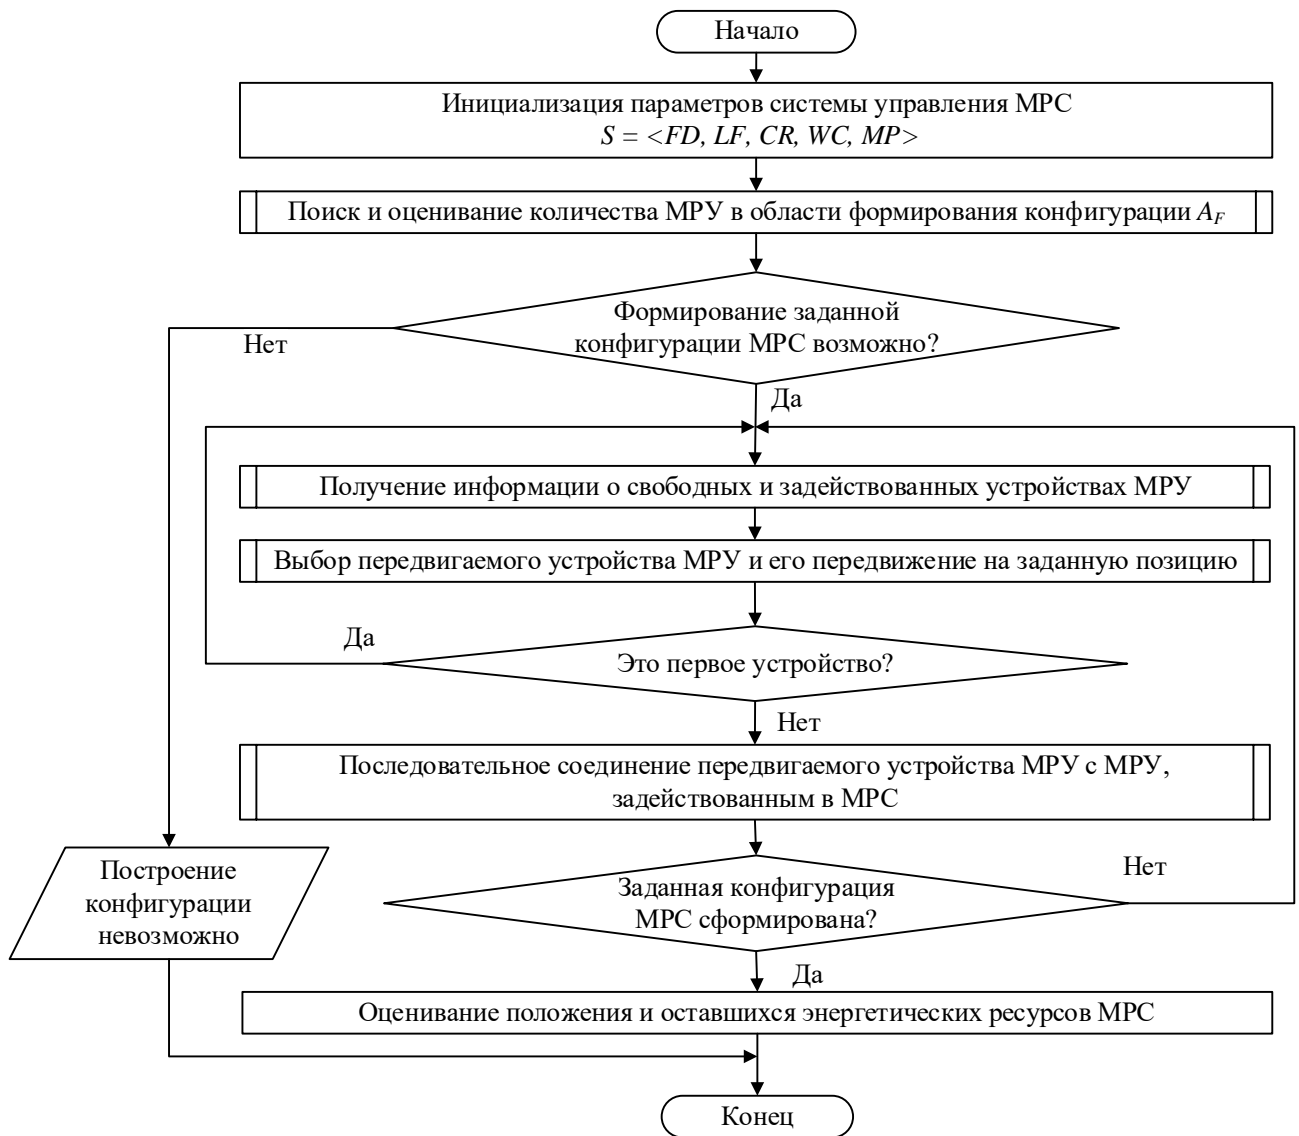 Начало
Инициализация параметров системы управления МРС
S = <FD, LF, CR, WC, MP>
Поиск и оценивание количества МРУ в области формирования конфигурации A_F
Формирование заданной
конфигурации МРС возможно?
Нет
Да
Получение информации о свободных и задействованных устройствах МРУ
Выбор передвигаемого устройства МРУ и его передвижение на заданную позицию
Да
Это первое устройство?
Нет
Последовательное соединение передвигаемого устройства МРУ с МРУ,
задействованным в МРС
Построение
конфигурации
невозможно
Заданная конфигурация
МРС сформирована?
Нет
Да
Оценивание положения и оставшихся энергетических ресурсов МРС
Конец